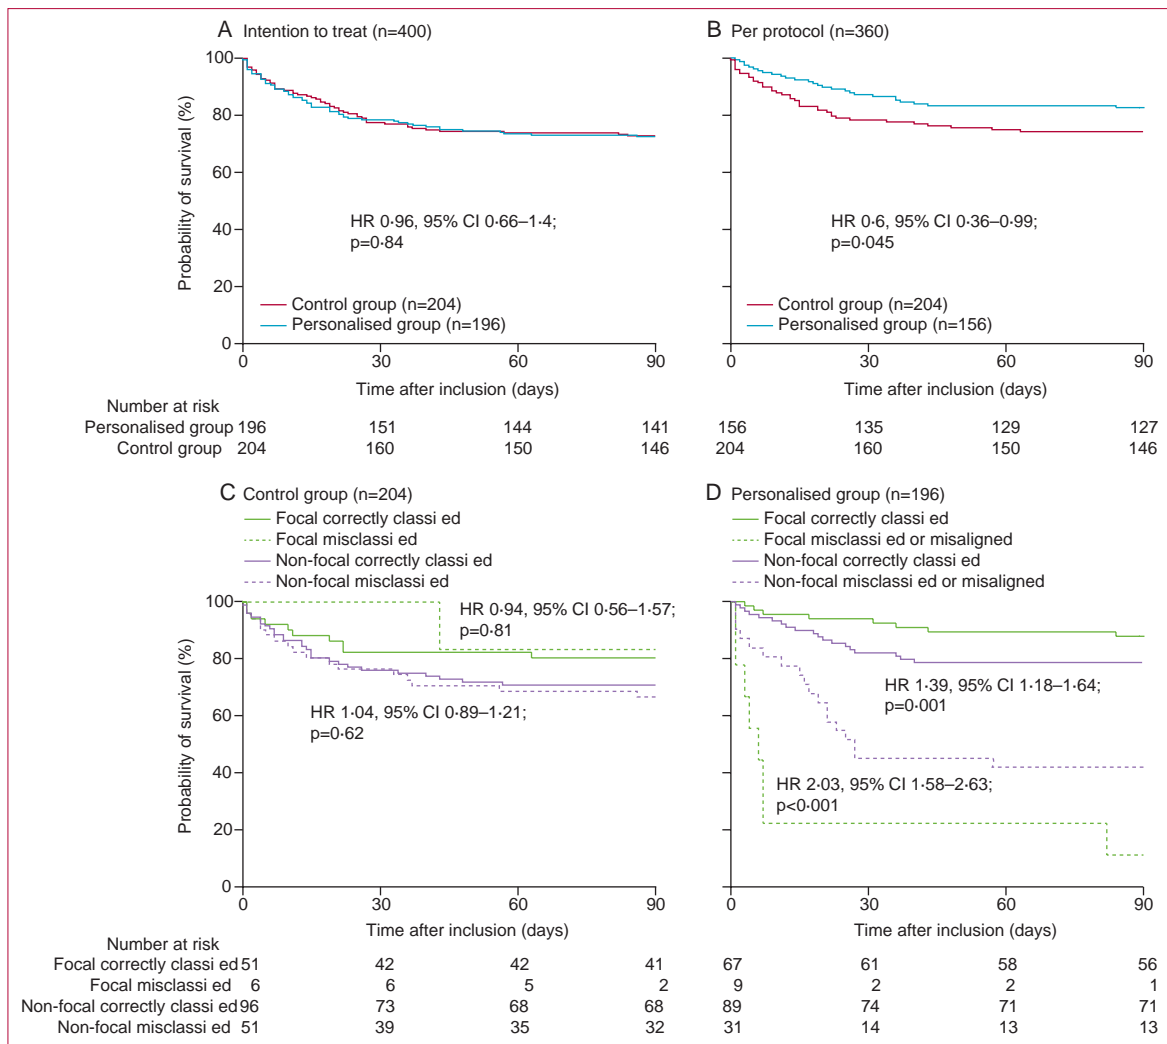 A Intention to treat (n=400)
100
80
60
40
20
0
Probability of survival (%)
HR 0·96, 95% CI 0·66–1·4;
p=0·84
Control group (n=204)
Personalised group (n=196)
0 30 60 90
Time after inclusion (days)
B Per protocol (n=360)
HR 0·6, 95% CI 0·36–0·99;
p=0·045
Control group (n=204)
Personalised group (n=156)
0 30 60 90
Time after inclusion (days)
Number at risk
Personalised group 196 151 144 141 156 135 129 127
Control group 204 160 150 146 204 160 150 146
C Control group (n=204)
Focal correctly classi ed
Focal misclassi ed
Non-focal correctly classi ed
Non-focal misclassi ed
100
80
60
40
20
0
Probability of survival (%)
HR 0·94, 95% CI 0·56–1·57;
p=0·81
HR 1·04, 95% CI 0·89–1·21;
p=0·62
0 30 60 90
Time after inclusion (days)
D Personalised group (n=196)
Focal correctly classi ed
Focal misclassi ed or misaligned
Non-focal correctly classi ed
Non-focal misclassi ed or misaligned
HR 1·39, 95% CI 1·18–1·64;
p=0·001
HR 2·03, 95% CI 1·58–2·63;
p<0·001
0 30 60 90
Time after inclusion (days)
Number at risk
Focal correctly classi ed 51 42 42 41 67 61 58 56
Focal misclassi ed 6 6 5 2 9 2 2 1
Non-focal correctly classi ed 96 73 68 68 89 74 71 71
Non-focal misclassi ed 51 39 35 32 31 14 13 13